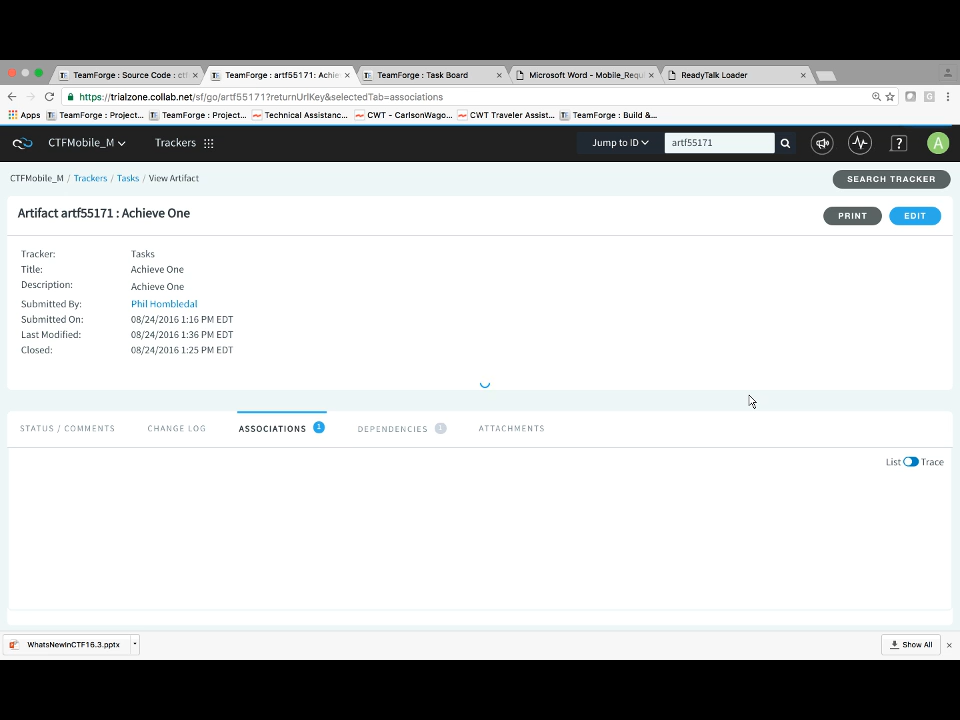 TeamForge : Source Code : ctf
TeamForge : artf55171: Achie
TeamForge : Task Board
Microsoft Word - Mobile_Requ
ReadyTalk Loader
https://trialzone.collab.net/sf/go/artf55171?returnUrlKey&selectedTab=associations
Apps
TeamForge : Project...
TeamForge : Project...
Technical Assistanc...
CWT - CarlsonWago...
CWT Traveler Assist...
TeamForge : Build &...
CTFMobile_M
Trackers
Jump to ID
artf55171
?
A
CTFMobile_M / Trackers / Tasks / View Artifact
SEARCH TRACKER
Artifact artf55171 : Achieve One
PRINT
EDIT
Tracker: Tasks
Title: Achieve One
Description: Achieve One
Submitted By: Phil Hombledal
Submitted On: 08/24/2016 1:16 PM EDT
Last Modified: 08/24/2016 1:36 PM EDT
Closed: 08/24/2016 1:25 PM EDT
STATUS / COMMENTS
CHANGE LOG
ASSOCIATIONS 1
DEPENDENCIES 1
ATTACHMENTS
List Trace
WhatsNewInCTF16.3.pptx
Show All